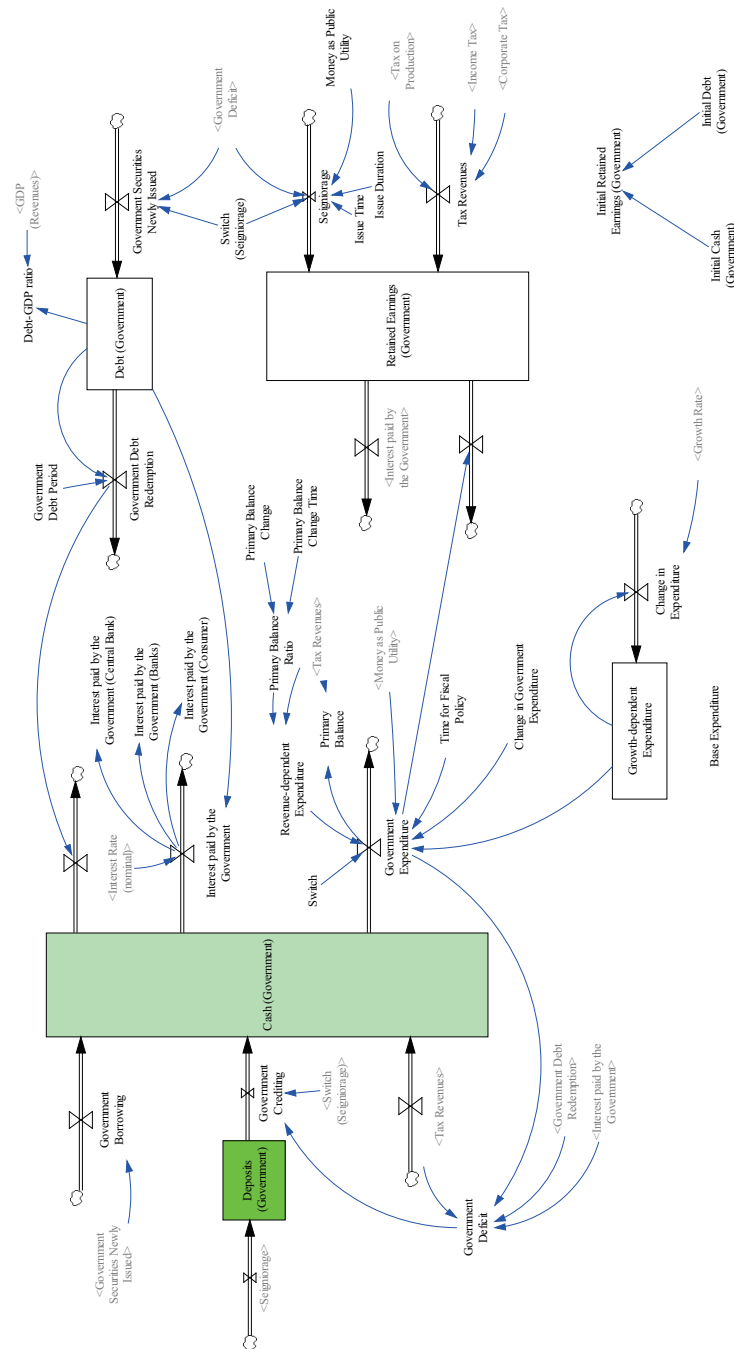 <Government
Securities Newly
Issued>
Government
Borrowing
<Interest Rate
(nominal)>
Interest paid by the
Government (Central Bank)
Interest paid by the
Government (Banks)
Interest paid by the
Government (Consumer)
Government
Debt Period
Government Debt
Redemption
Debt-GDP ratio
<GDP
(Revenues)>
Debt (Government)
Government Securities
Newly Issued
<Government
Deficit>
Switch
(Seigniorage)
<Seigniorage>
Deposits
(Government)
Government
Crediting
<Switch
(Seigniorage)>
Cash (Government)
Interest paid by the
Government
Primary Balance
Change
Primary Balance
Change Time
Primary Balance
Ratio
<Tax Revenues>
Revenue-dependent
Expenditure
Primary
Balance
Switch
Money as Public
Utility
Seigniorage
Issue Time
Issue Duration
Retained Earnings
(Government)
<Interest paid by
the Government>
<Tax on
Production>
Tax Revenues
<Income Tax>
<Corporate Tax>
<Tax Revenues>
Government
Expenditure
<Money as Public
Utility>
Time for Fiscal
Policy
Change in Government
Expenditure
Government
Deficit
<Government Debt
Redemption>
<Interest paid by the
Government>
Growth-dependent
Expenditure
Change in
Expenditure
<Growth Rate>
Initial Retained
Earnings (Government)
Initial Cash
(Government)
Initial Debt
(Government)
Base Expenditure